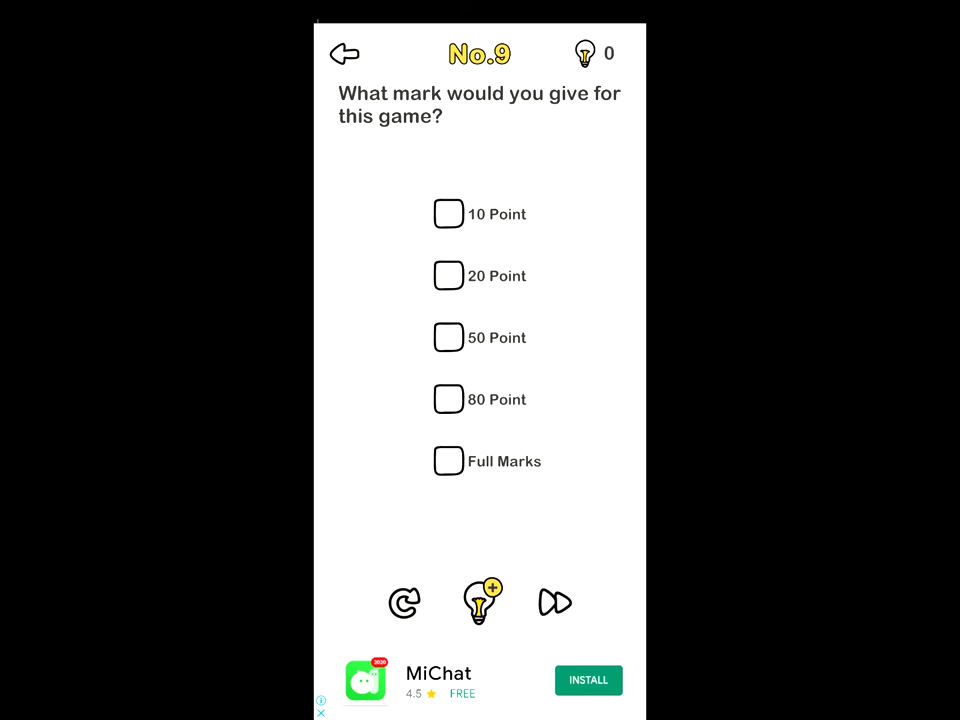 No.9
0
What mark would you give for
this game?
10 Point
20 Point
50 Point
80 Point
Full Marks
2020
MiChat
4.5 ★ FREE
INSTALL